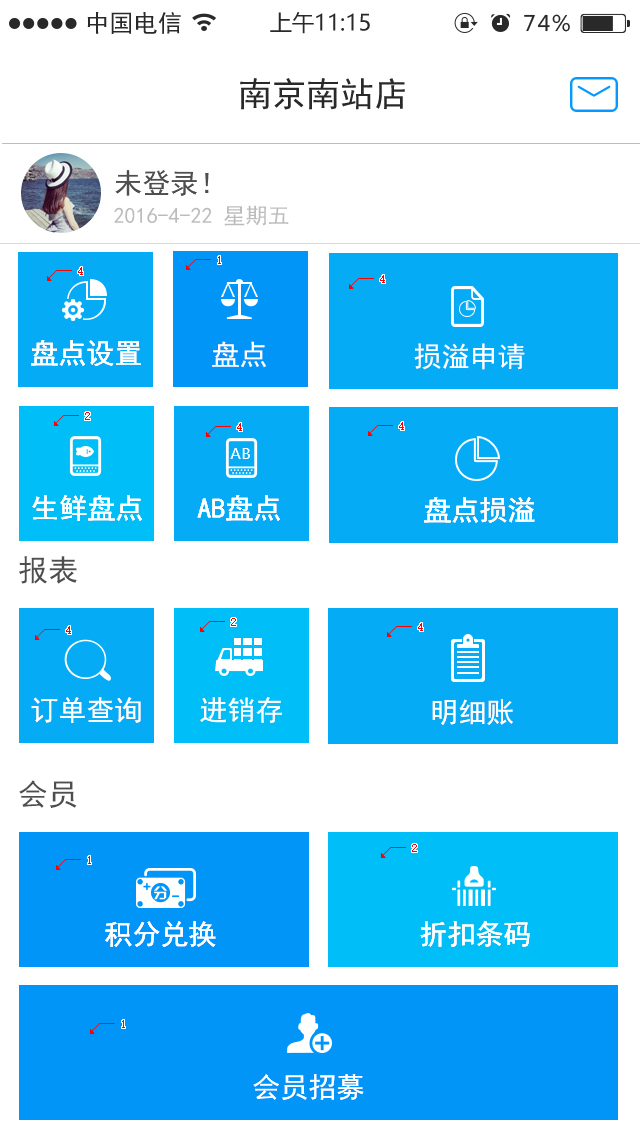 中国电信 上午11:15 74%
南京南站店
未登录!
2016-4-22 星期五
4 1 4
盘点设置 盘点 损溢申请
2 4 4
AB
生鲜盘点 AB盘点 盘点损溢
报表
4 2 4
订单查询 进销存 明细账
会员
1 2
分
积分兑换 折扣条码
1
会员招募